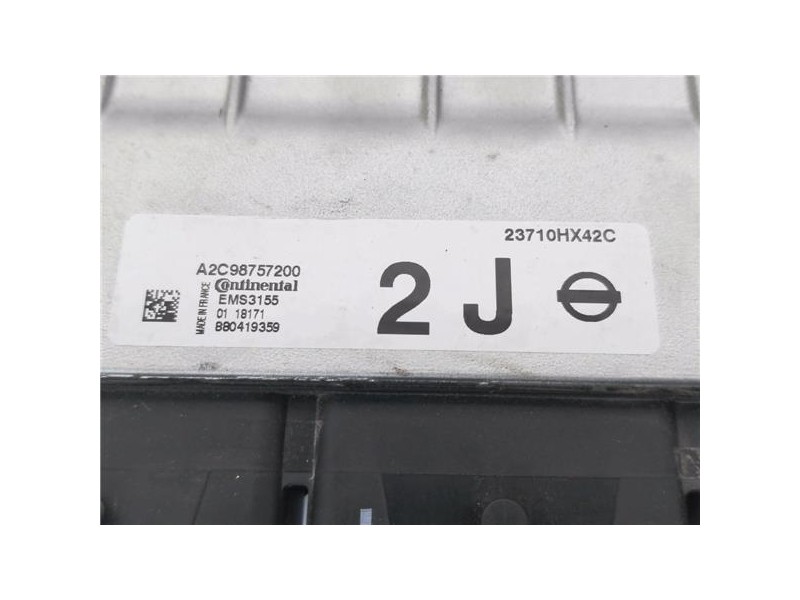 23710HX42C
A2C98757200
Continental
EMS3155
01 18171
880419359
MADE IN FRANCE
2 J